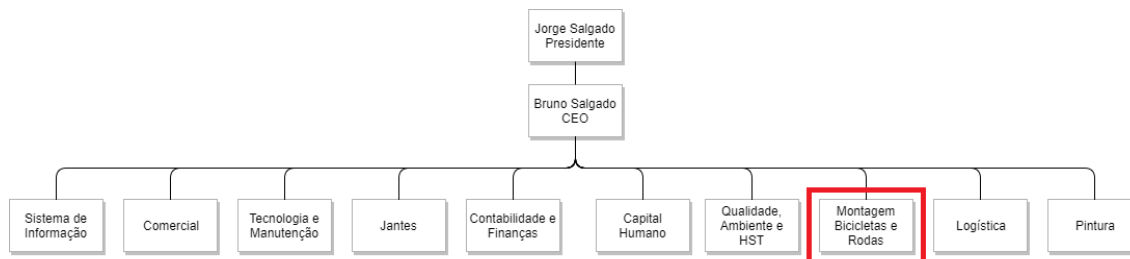 Jorge Salgado
Presidente
Bruno Salgado
CEO
Sistema de
Informação
Comercial
Tecnologia e
Manutenção
Jantes
Contabilidade e
Finanças
Capital
Humano
Qualidade,
Ambiente e
HST
Montagem
Bicicletas e
Rodas
Logística
Pintura